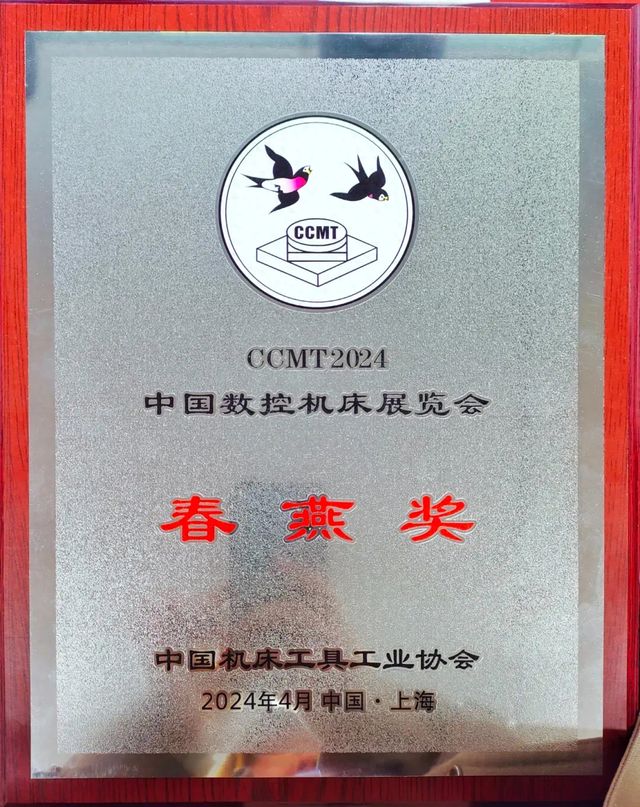 CCMT
CCMT2024
中国数控机床展览会
春燕奖
中国机床工具工业协会
2024年4月 中国·上海